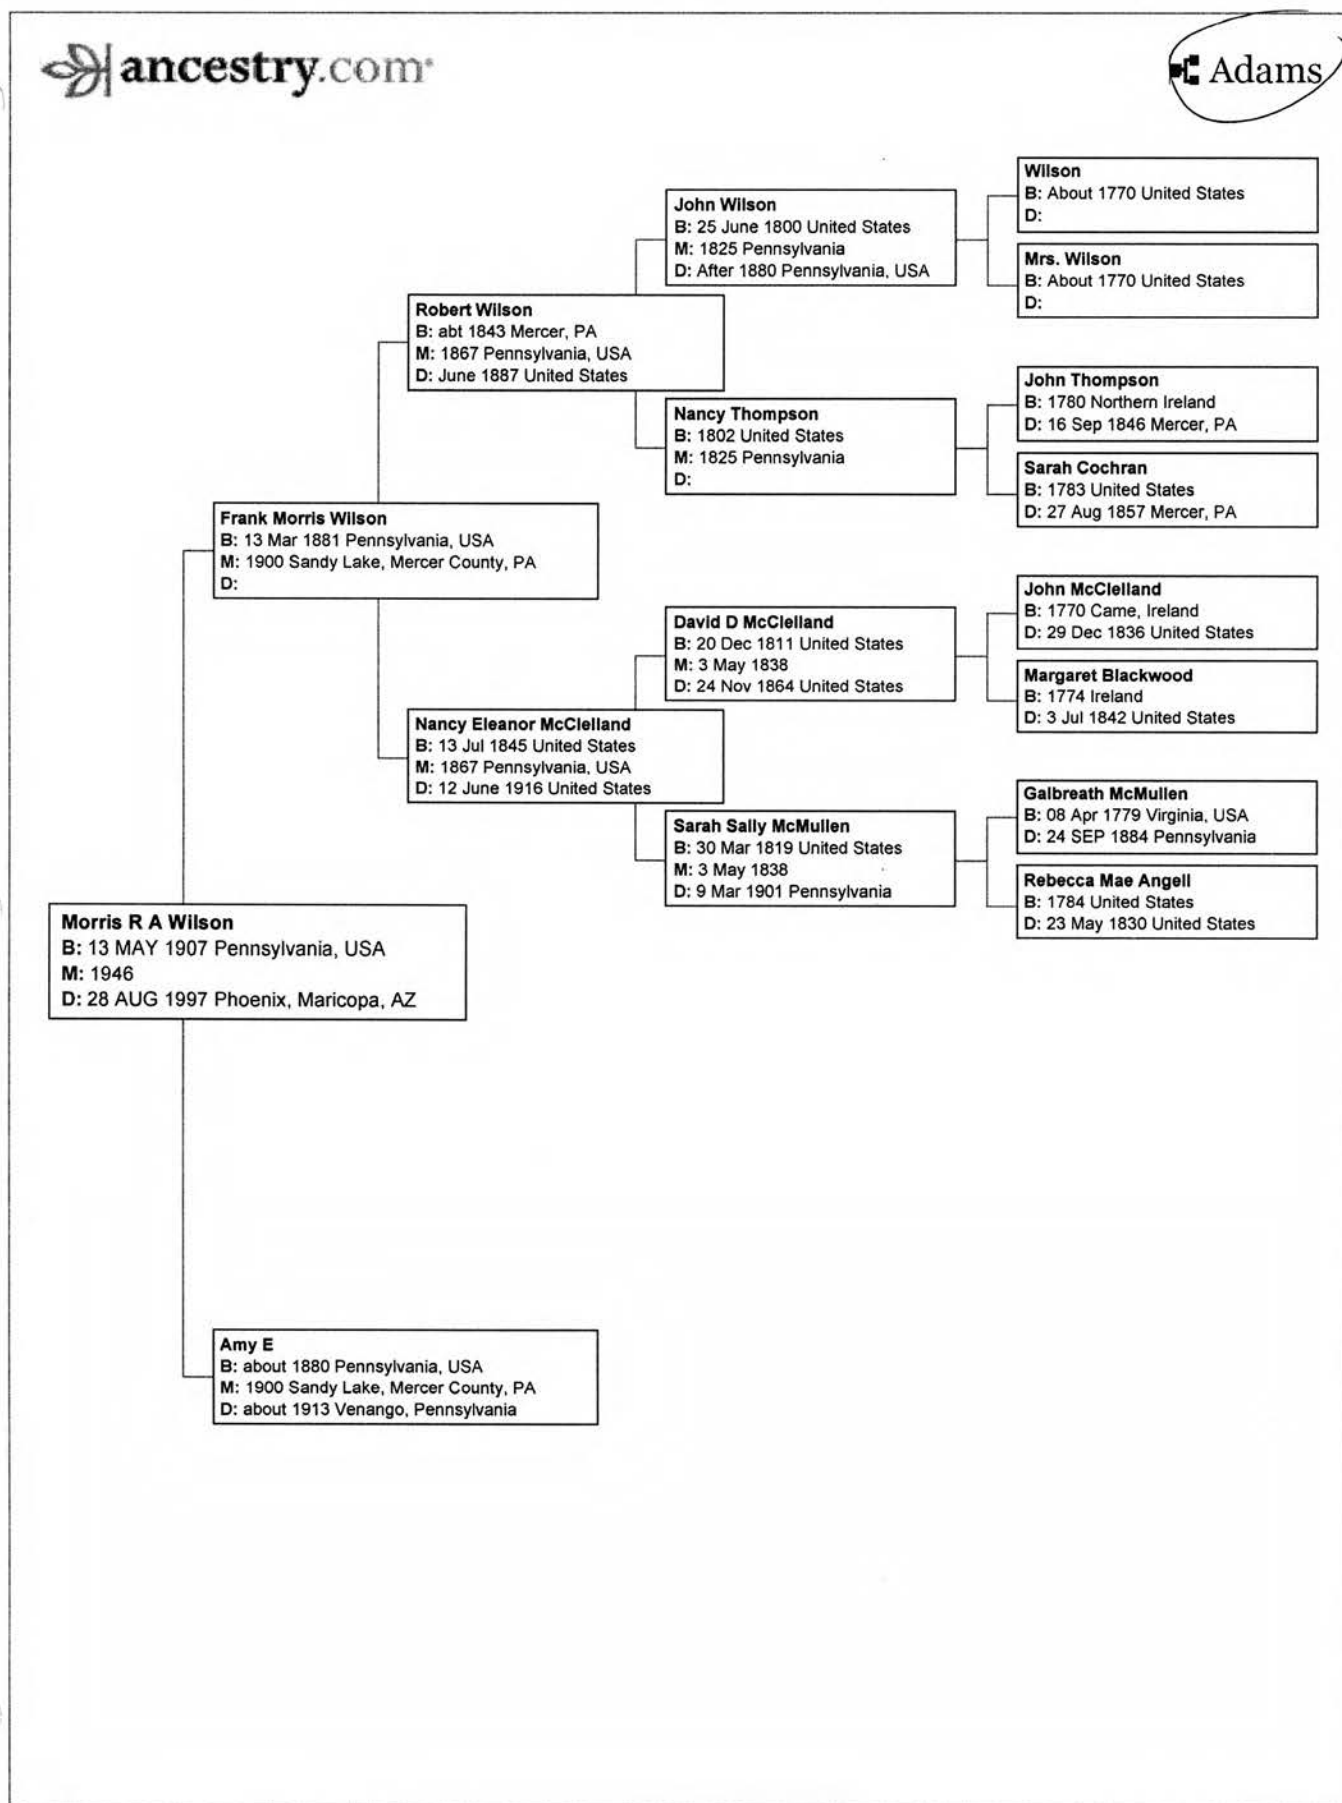 ancestry.com
Adams
Wilson
B: About 1770 United States
D:
John Wilson
B: 25 June 1800 United States
M: 1825 Pennsylvania
D: After 1880 Pennsylvania, USA
Mrs. Wilson
B: About 1770 United States
D:
Robert Wilson
B: abt 1843 Mercer, PA
M: 1867 Pennsylvania, USA
D: June 1887 United States
John Thompson
B: 1780 Northern Ireland
D: 16 Sep 1846 Mercer, PA
Nancy Thompson
B: 1802 United States
M: 1825 Pennsylvania
D:
Sarah Cochran
B: 1783 United States
D: 27 Aug 1857 Mercer, PA
Frank Morris Wilson
B: 13 Mar 1881 Pennsylvania, USA
M: 1900 Sandy Lake, Mercer County, PA
D:
John McClelland
B: 1770 Came, Ireland
D: 29 Dec 1836 United States
David D McClelland
B: 20 Dec 1811 United States
M: 3 May 1838
D: 24 Nov 1864 United States
Margaret Blackwood
B: 1774 Ireland
D: 3 Jul 1842 United States
Nancy Eleanor McClelland
B: 13 Jul 1845 United States
M: 1867 Pennsylvania, USA
D: 12 June 1916 United States
Galbreath McMullen
B: 08 Apr 1779 Virginia, USA
D: 24 SEP 1884 Pennsylvania
Sarah Sally McMullen
B: 30 Mar 1819 United States
M: 3 May 1838
D: 9 Mar 1901 Pennsylvania
Rebecca Mae Angell
B: 1784 United States
D: 23 May 1830 United States
Morris R A Wilson
B: 13 MAY 1907 Pennsylvania, USA
M: 1946
D: 28 AUG 1997 Phoenix, Maricopa, AZ
Amy E
B: about 1880 Pennsylvania, USA
M: 1900 Sandy Lake, Mercer County, PA
D: about 1913 Venango, Pennsylvania